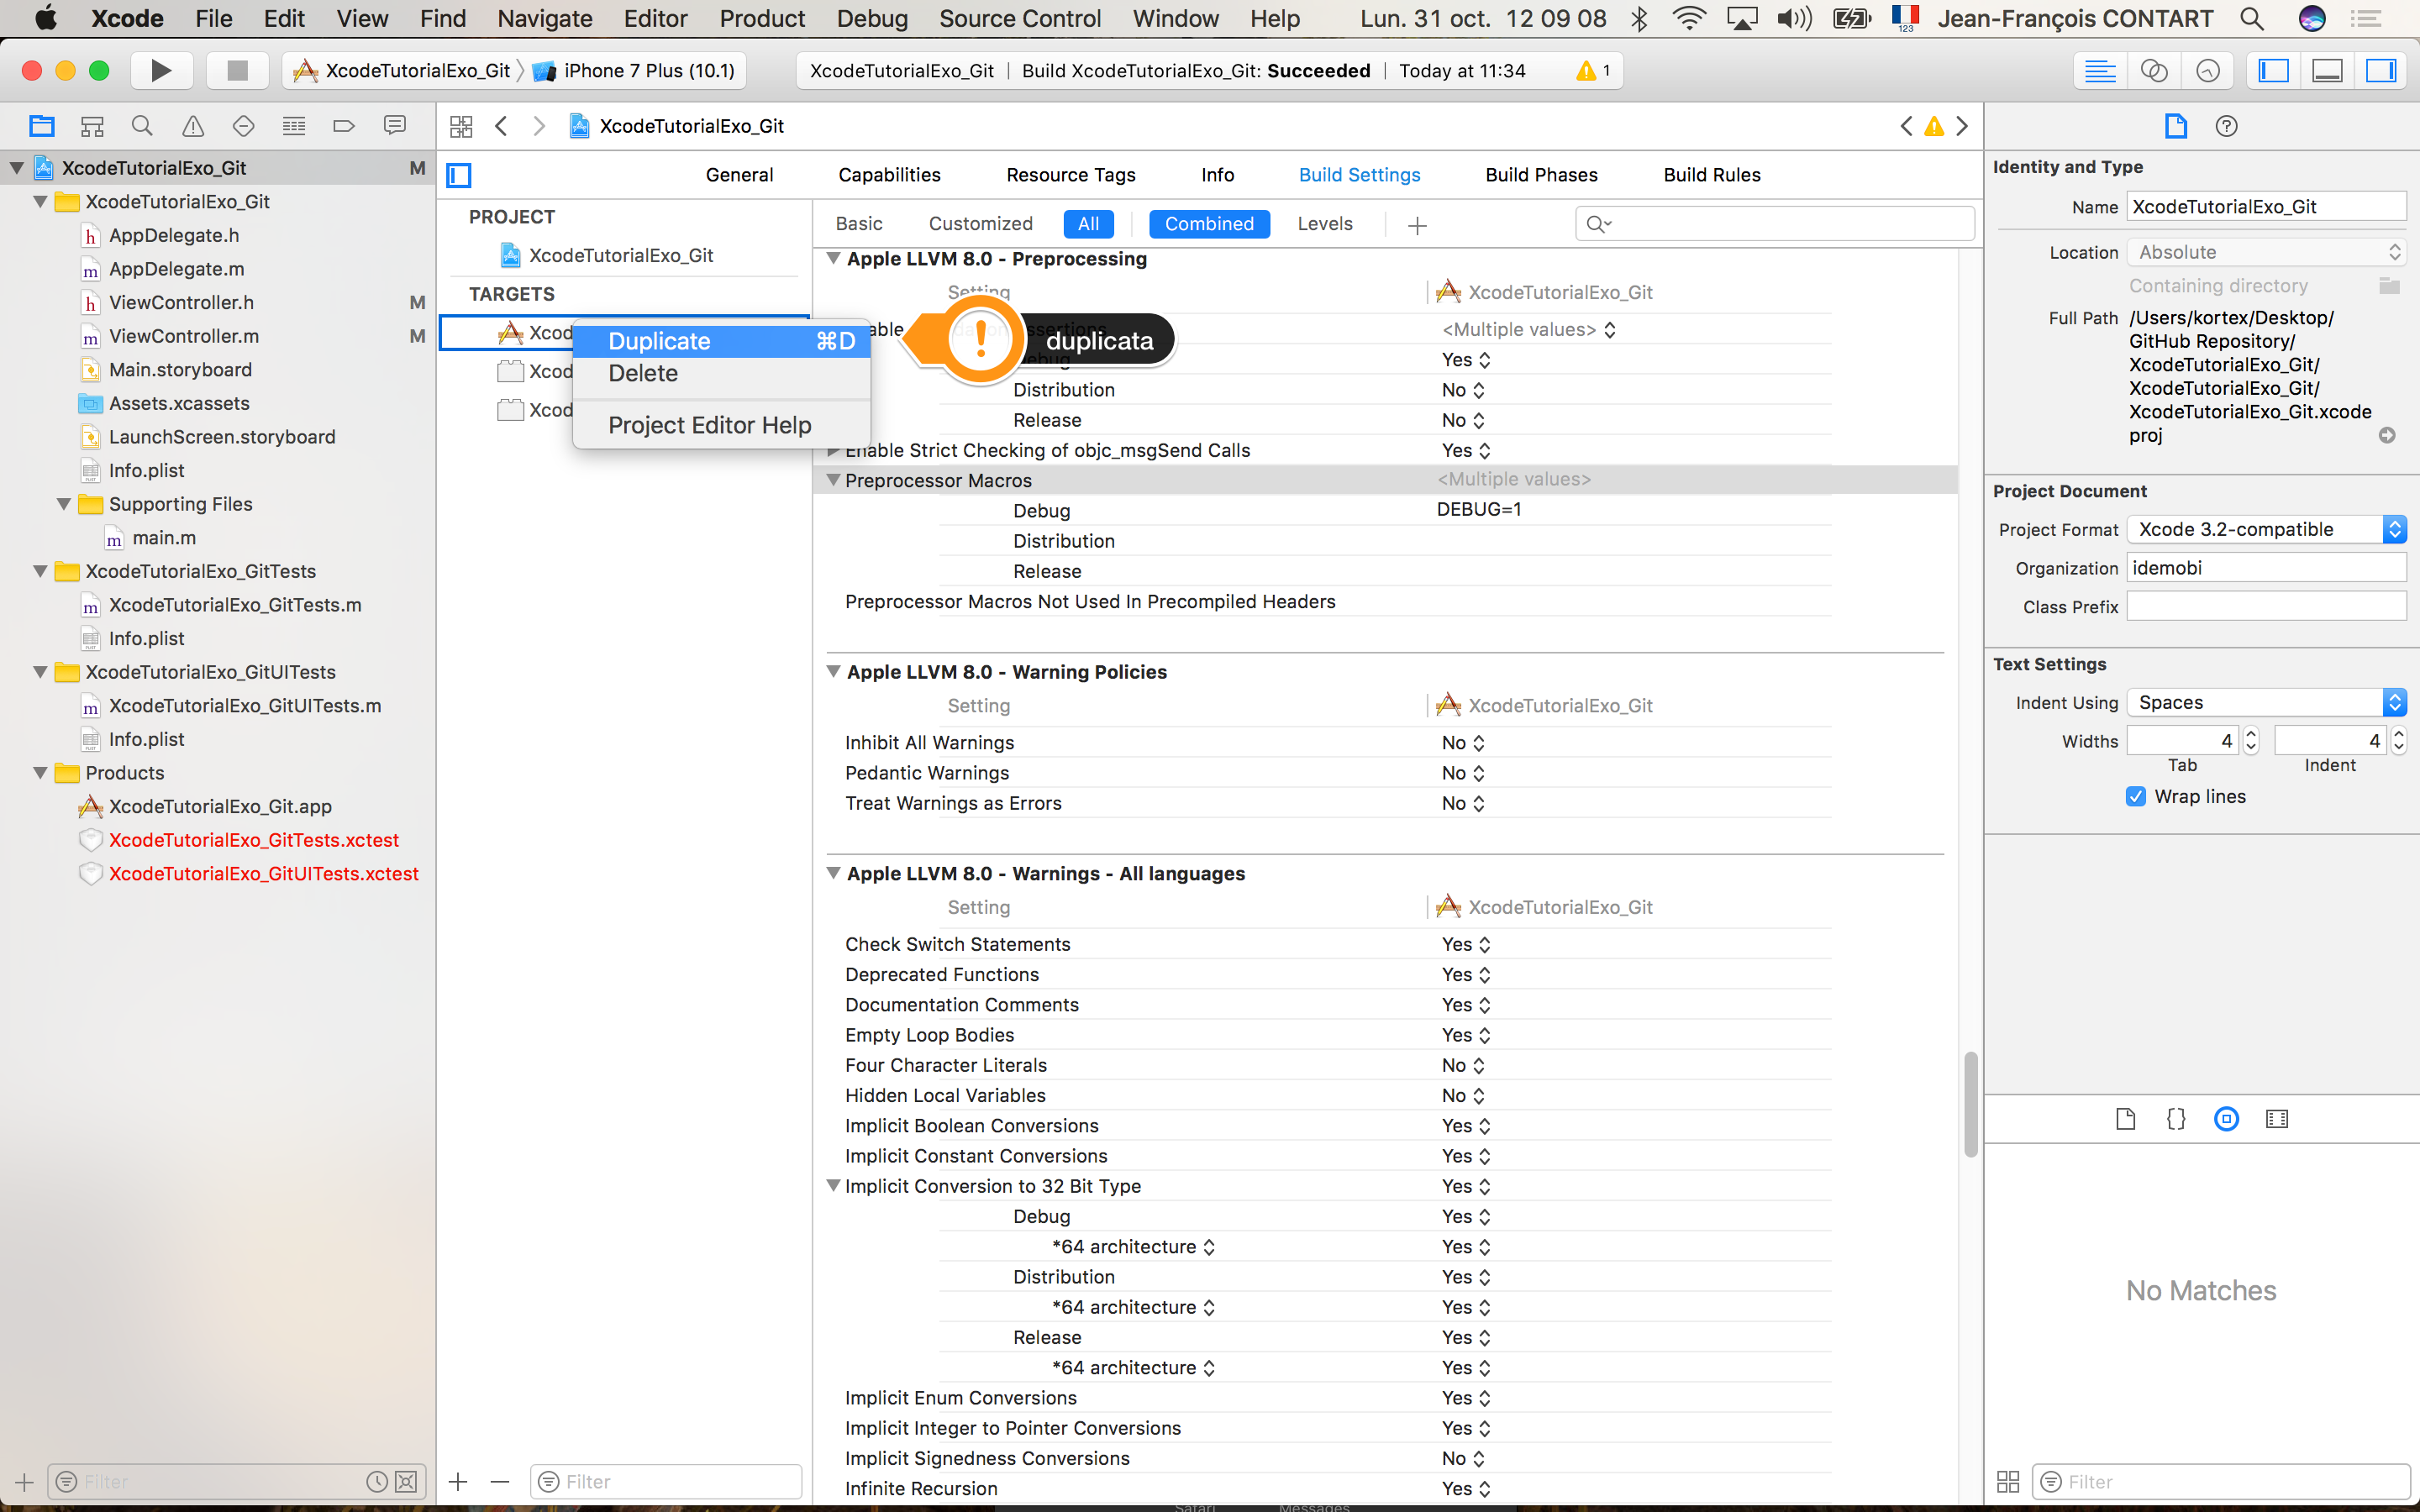 Xcode File Edit View Find Navigate Editor Product Debug Source Control Window Help Lun. 31 oct. 12 09 08 123 Jean-François CONTART
XcodeTutorialExo_Git iPhone 7 Plus (10.1) XcodeTutorialExo_Git | Build XcodeTutorialExo_Git: Succeeded | Today at 11:34 1
XcodeTutorialExo_Git M
XcodeTutorialExo_Git
AppDelegate.h
AppDelegate.m
ViewController.h M
ViewController.m M
Main.storyboard
Assets.xcassets
LaunchScreen.storyboard
Info.plist
Supporting Files
main.m
XcodeTutorialExo_GitTests
XcodeTutorialExo_GitTests.m
Info.plist
XcodeTutorialExo_GitUITests
XcodeTutorialExo_GitUITests.m
Info.plist
Products
XcodeTutorialExo_Git.app
XcodeTutorialExo_GitTests.xctest
XcodeTutorialExo_GitUITests.xctest
Filter
XcodeTutorialExo_Git
General Capabilities Resource Tags Info Build Settings Build Phases Build Rules
PROJECT
XcodeTutorialExo_Git
TARGETS
Xcod
Xcod
Xcod
Duplicate ⌘D
Delete
Project Editor Help
duplicata
Filter
Basic Customized All Combined Levels
Apple LLVM 8.0 - Preprocessing
Setting XcodeTutorialExo_Git
<Multiple values>
Debug Yes
Distribution No
Release No
Enable Strict Checking of objc_msgSend Calls Yes
Preprocessor Macros <Multiple values>
Debug DEBUG=1
Distribution
Release
Preprocessor Macros Not Used In Precompiled Headers
Apple LLVM 8.0 - Warning Policies
Setting XcodeTutorialExo_Git
Inhibit All Warnings No
Pedantic Warnings No
Treat Warnings as Errors No
Apple LLVM 8.0 - Warnings - All languages
Setting XcodeTutorialExo_Git
Check Switch Statements Yes
Deprecated Functions Yes
Documentation Comments Yes
Empty Loop Bodies Yes
Four Character Literals No
Hidden Local Variables No
Implicit Boolean Conversions Yes
Implicit Constant Conversions Yes
Implicit Conversion to 32 Bit Type Yes
Debug Yes
*64 architecture Yes
Distribution Yes
*64 architecture Yes
Release Yes
*64 architecture Yes
Implicit Enum Conversions Yes
Implicit Integer to Pointer Conversions Yes
Implicit Signedness Conversions No
Infinite Recursion Yes
Identity and Type
Name XcodeTutorialExo_Git
Location Absolute
Containing directory
Full Path /Users/kortex/Desktop/
GitHub Repository/
XcodeTutorialExo_Git/
XcodeTutorialExo_Git/
XcodeTutorialExo_Git.xcode
proj
Project Document
Project Format Xcode 3.2-compatible
Organization idemobi
Class Prefix
Text Settings
Indent Using Spaces
Widths 4 4
Tab Indent
Wrap lines
No Matches
Filter
Safari Messages